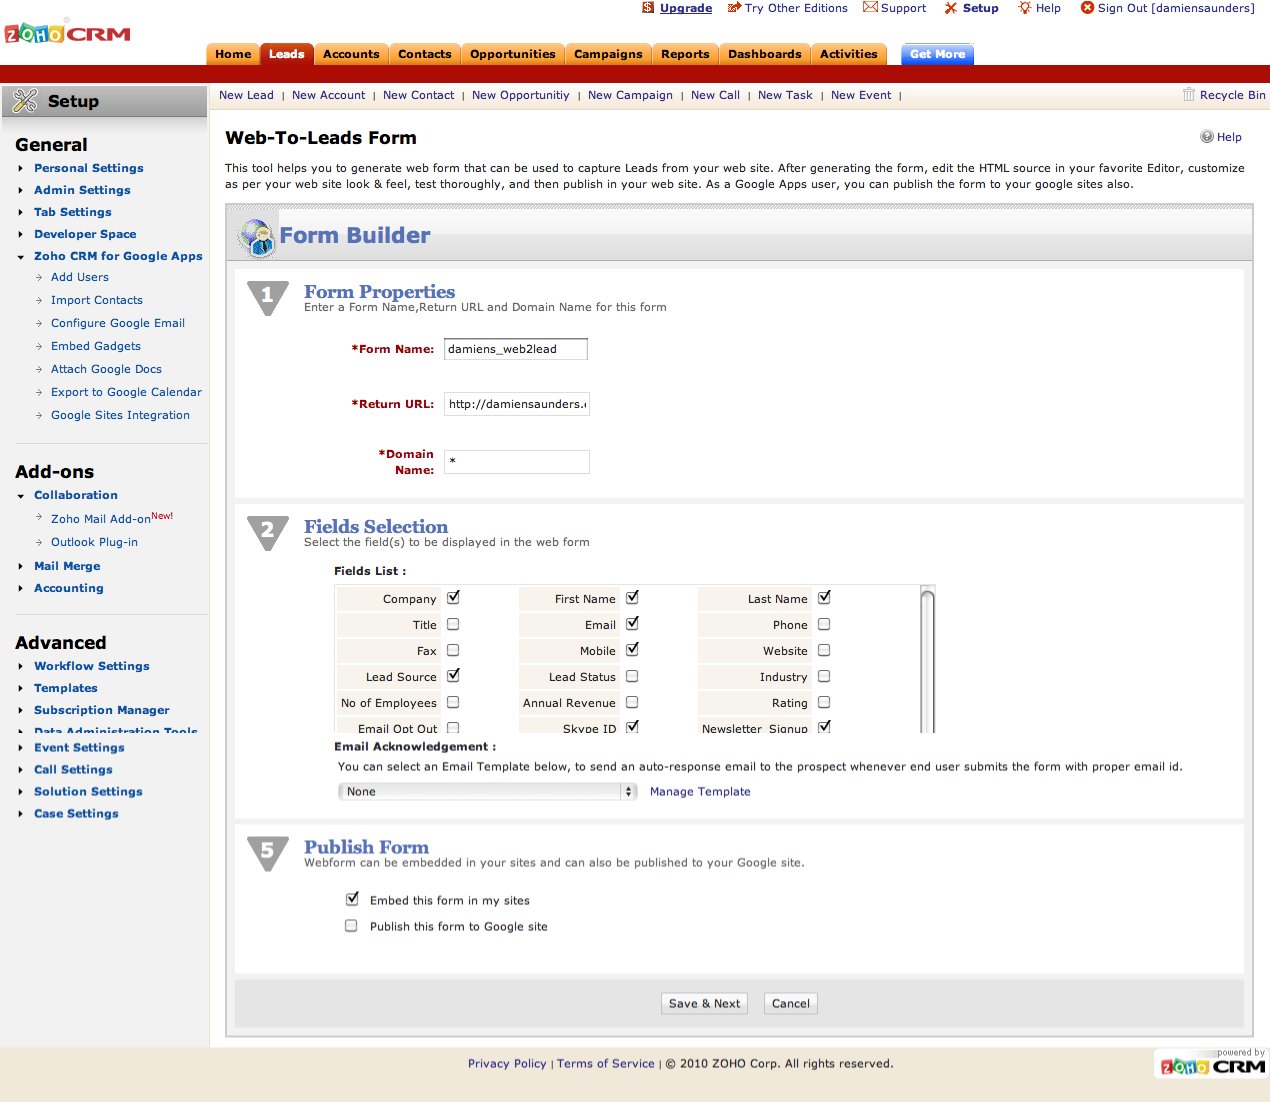 Upgrade Try Other Editions Support Setup Help Sign Out [damiensaunders]
ZOHO CRM
Home Leads Accounts Contacts Opportunities Campaigns Reports Dashboards Activities Get More
Setup
New Lead | New Account | New Contact | New Opportunitiy | New Campaign | New Call | New Task | New Event |
Recycle Bin
General
Personal Settings
Admin Settings
Tab Settings
Developer Space
Zoho CRM for Google Apps
Add Users
Import Contacts
Configure Google Email
Embed Gadgets
Attach Google Docs
Export to Google Calendar
Google Sites Integration
Add-ons
Collaboration
Zoho Mail Add-on New!
Outlook Plug-in
Mail Merge
Accounting
Advanced
Workflow Settings
Templates
Subscription Manager
Data Administration Tools
Event Settings
Call Settings
Solution Settings
Case Settings
Web-To-Leads Form
Help
This tool helps you to generate web form that can be used to capture Leads from your web site. After generating the form, edit the HTML source in your favorite Editor, customize
as per your web site look & feel, test thoroughly, and then publish in your web site. As a Google Apps user, you can publish the form to your google sites also.
Form Builder
1 Form Properties
Enter a Form Name,Return URL and Domain Name for this form
*Form Name: damiens_web2lead
*Return URL: http://damiensaunders.
*Domain
Name: *
2 Fields Selection
Select the field(s) to be displayed in the web form
Fields List :
Company First Name Last Name
Title Email Phone
Fax Mobile Website
Lead Source Lead Status Industry
No of Employees Annual Revenue Rating
Email Opt Out Skype ID Newsletter Signup
Email Acknowledgement :
You can select an Email Template below, to send an auto-response email to the prospect whenever end user submits the form with proper email id.
None Manage Template
5 Publish Form
Webform can be embedded in your sites and can also be published to your Google site.
Embed this form in my sites
Publish this form to Google site
Save & Next Cancel
Privacy Policy | Terms of Service | © 2010 ZOHO Corp. All rights reserved.
powered by
ZOHO CRM